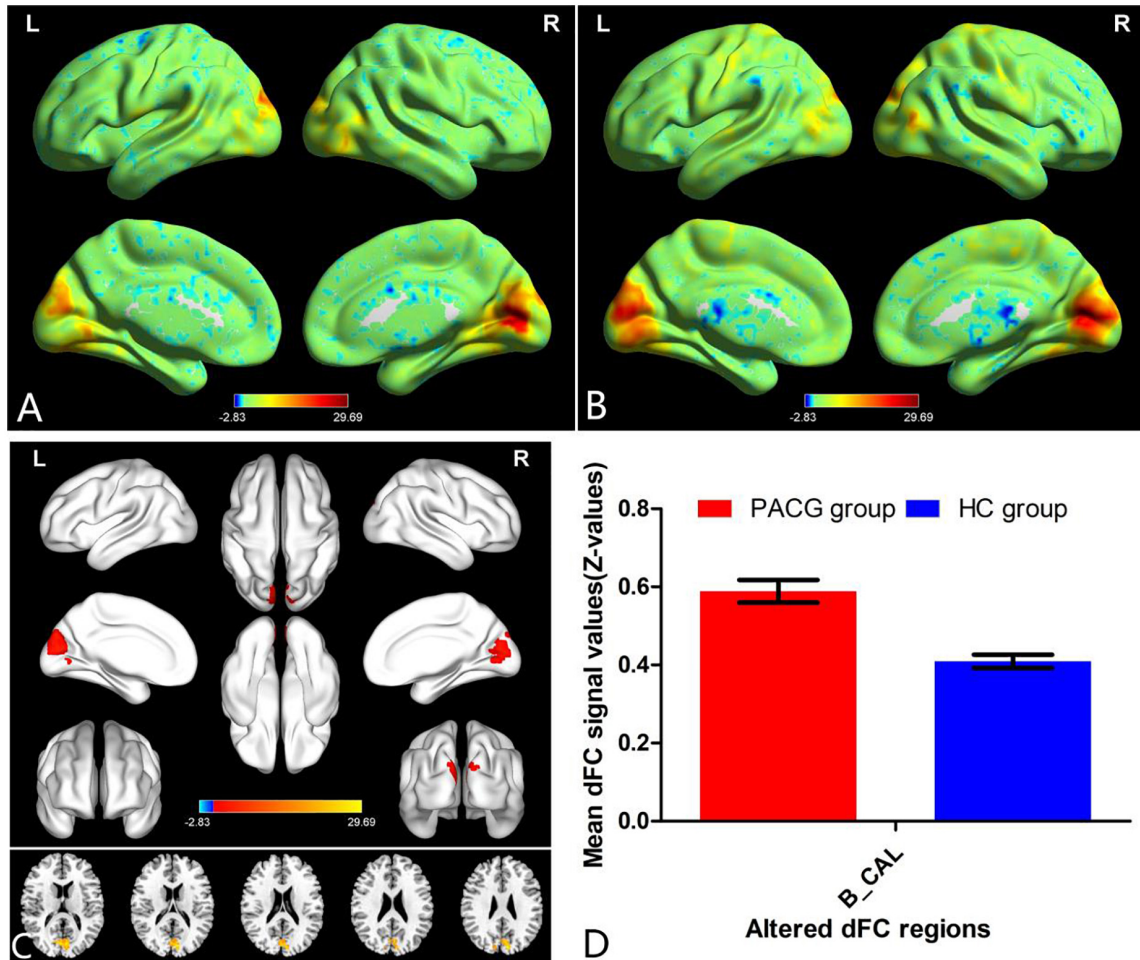 L R
-2.83 29.69
A
L R
-2.83 29.69
B
L R
-2.83 29.69
C
PACG group HC group
Mean dFC signal values(Z-values)
0.8
0.6
0.4
0.2
0.0
B_CAL
Altered dFC regions
D